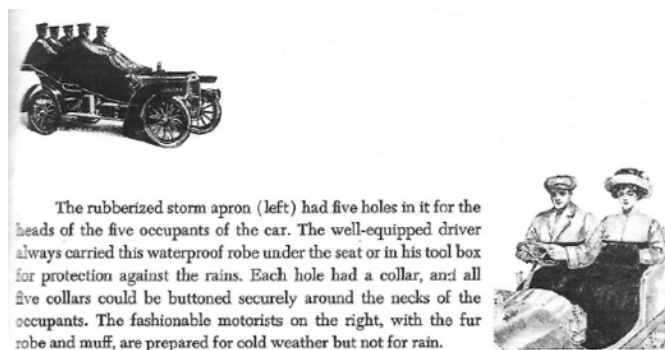 The rubberized storm apron (left) had five holes in it for the
heads of the five occupants of the car. The well-equipped driver
always carried this waterproof robe under the seat or in his tool box
for protection against the rains. Each hole had a collar, and all
five collars could be buttoned securely around the necks of the
occupants. The fashionable motorists on the right, with the fur
robe and muff, are prepared for cold weather but not for rain.